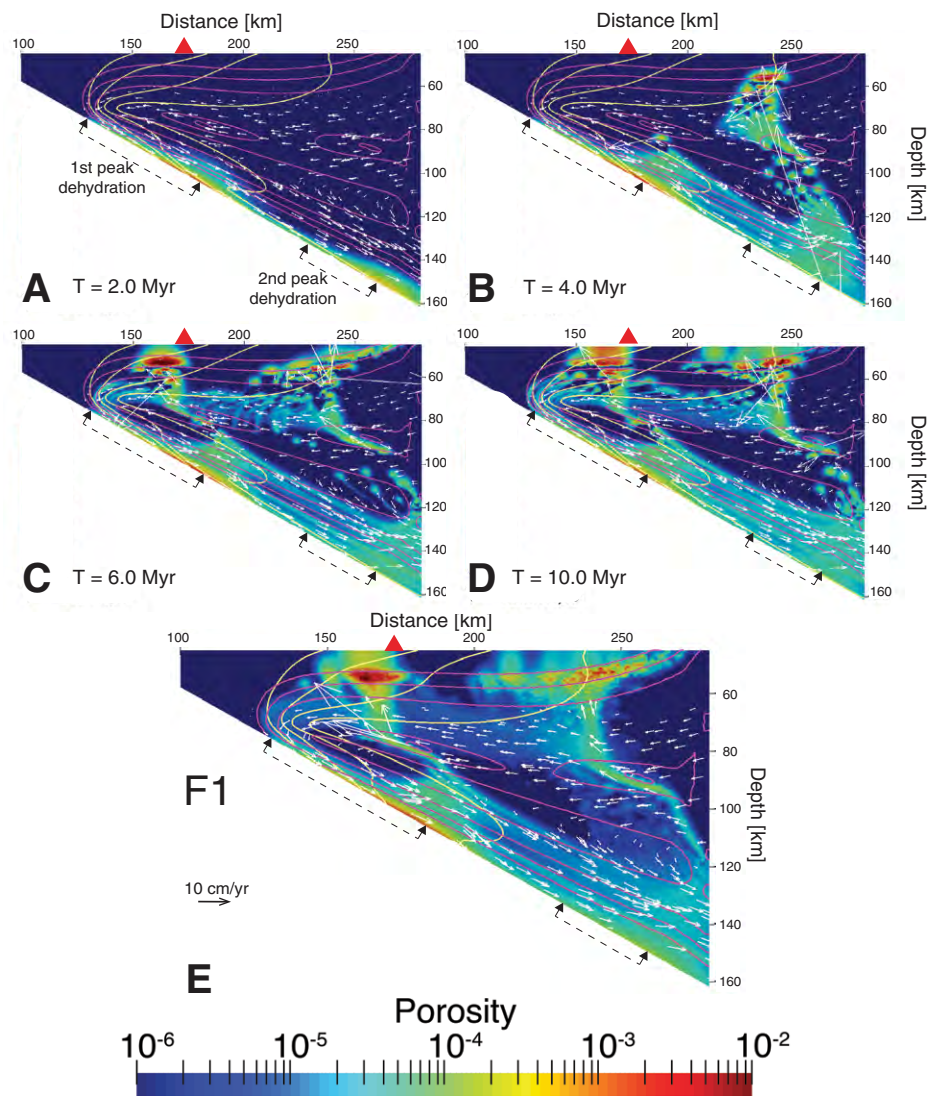 Distance [km]
100 150 200 250
60
80
100
120
140
160
1st peak
dehydration
2nd peak
dehydration
A T = 2.0 Myr
Distance [km]
100 150 200 250
60
80
100
120
140
160
Depth [km]
B T = 4.0 Myr
100 150 200 250
60
80
100
120
140
160
C T = 6.0 Myr
100 150 200 250
60
80
100
120
140
160
Depth [km]
D T = 10.0 Myr
Distance [km]
100 150 200 250
60
80
100
120
140
160
Depth [km]
F1
10 cm/yr
E
Porosity
10-6 10-5 10-4 10-3 10-2